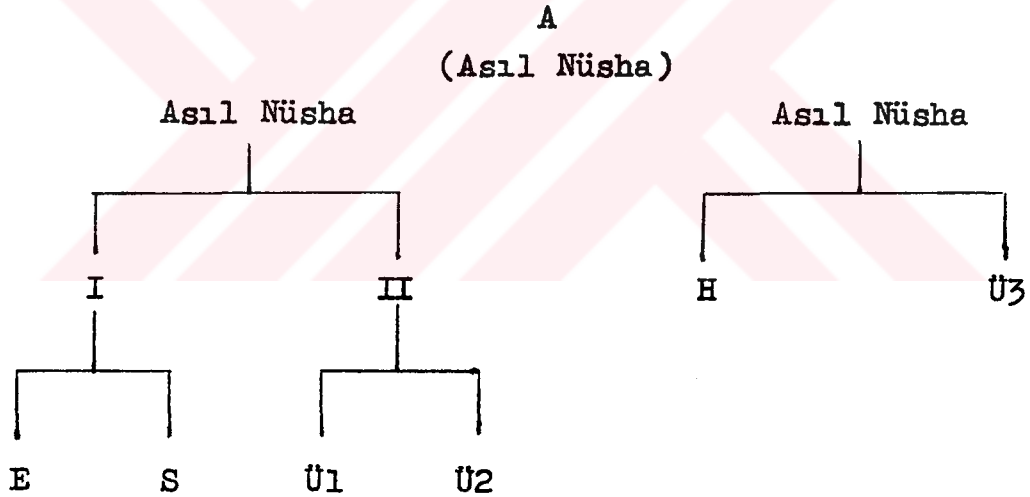 A
(Asıl Nüsha)
Asıl Nüsha Asıl Nüsha
I II H Ü3
E S Ü1 Ü2